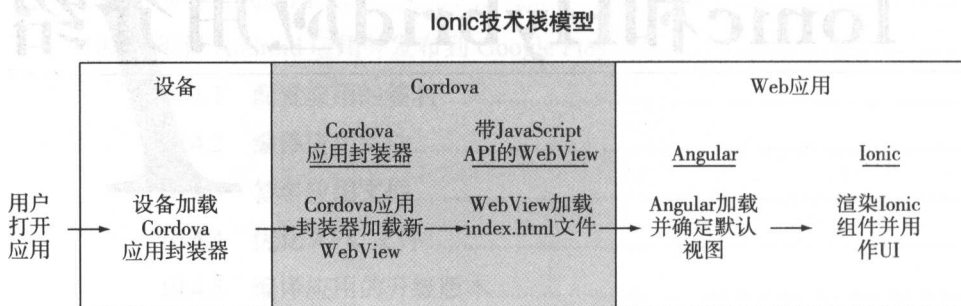 Ionic技术栈模型
设备
Cordova
Web应用
Cordova
应用封装器
带JavaScript
API的WebView
Angular
Ionic
用户
打开
应用
设备加载
Cordova
应用封装器
Cordova应用
封装器加载新
WebView
WebView加载
index.html文件
Angular加载
并确定默认
视图
渲染Ionic
组件并用
作UI